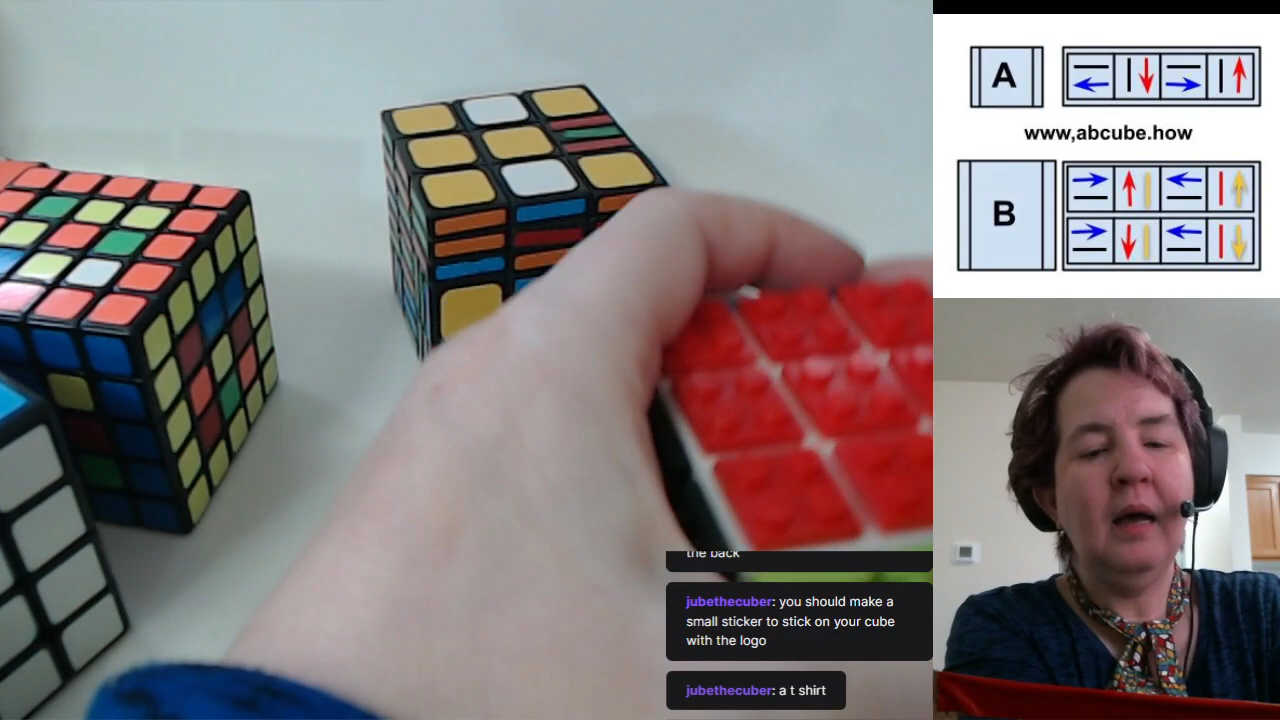 A
www,abcube.how
B
the back
jubethecuber: you should make a
small sticker to stick on your cube
with the logo
jubethecuber: a t shirt